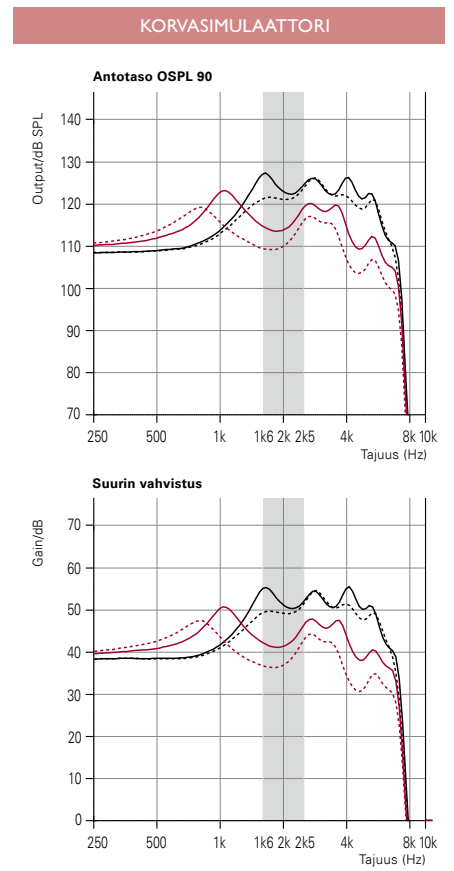 KORVASIMULAATTORI
Antotaso OSPL 90
Output/dB SPL
140
130
120
110
100
90
80
70
250 500 1k 1k6 2k 2k5 4k 8k 10k
Tajuus (Hz)
Suurin vahvistus
Gain/dB
70
60
50
40
30
20
10
0
250 500 1k 1k6 2k 2k5 4k 8k 10k
Tajuus (Hz)